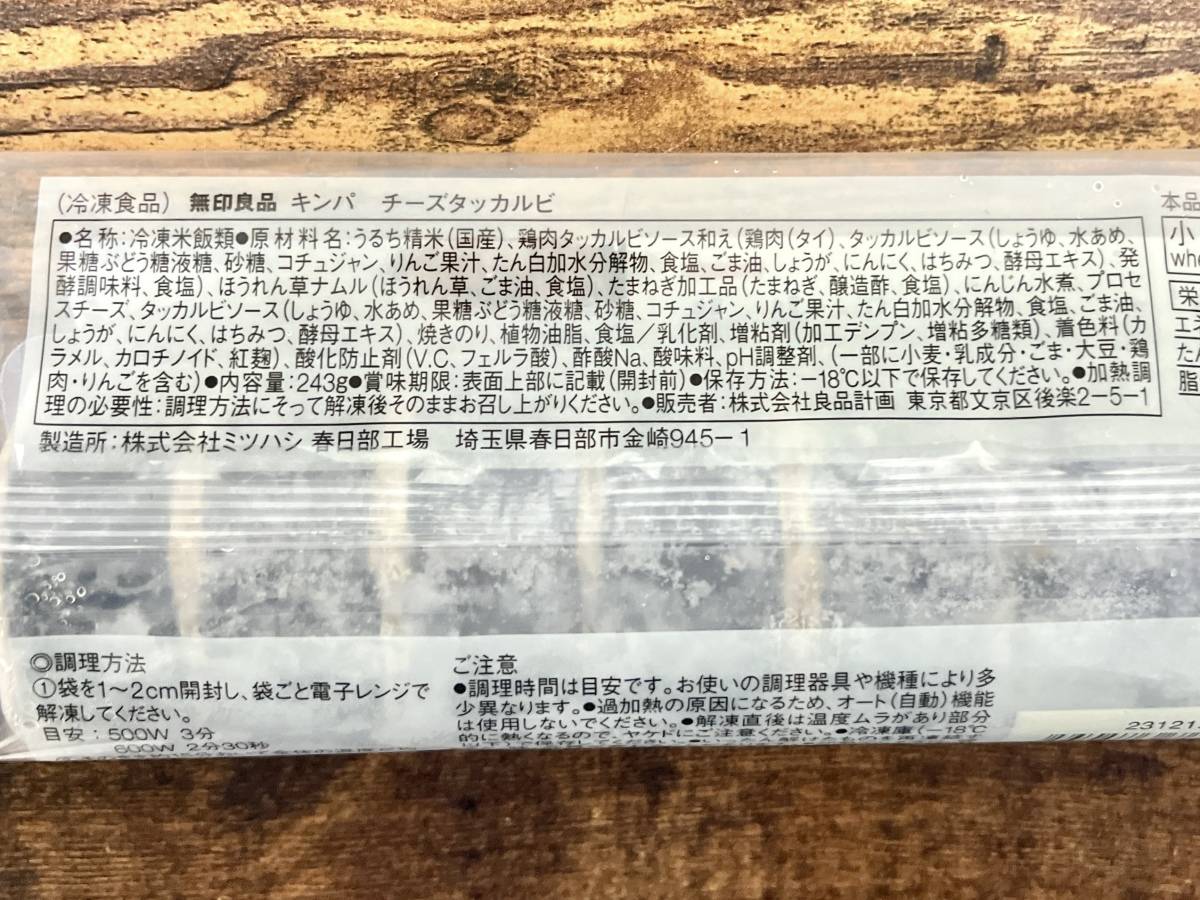 (冷凍食品) 無印良品 キンパ チーズタッカルビ
●名称:冷凍米飯類●原材料名:うるち精米(国産)、鶏肉タッカルビソース和え(鶏肉(タイ)、タッカルビソース(しょうゆ、水あめ、
果糖ぶどう糖液糖、砂糖、コチュジャン、りんご果汁、たん白加水分解物、食塩、ごま油、しょうが、にんにく、はちみつ、酵母エキス)、発
酵調味料、食塩)、ほうれん草ナムル(ほうれん草、ごま油、食塩)、たまねぎ加工品(たまねぎ、醸造酢、食塩)、にんじん水煮、プロセ
スチーズ、タッカルビソース(しょうゆ、水あめ、果糖ぶどう糖液糖、砂糖、コチュジャン、りんご果汁、たん白加水分解物、食塩、ごま油、
しょうが、にんにく、はちみつ、酵母エキス)、焼きのり、植物油脂、食塩/乳化剤、増粘剤(加工デンプン、増粘多糖類)、着色料(カ
ラメル、カロチノイド、紅麹)、酸化防止剤(V.C、フェルラ酸)、酢酸Na、酸味料、pH調整剤、(一部に小麦・乳成分・ごま・大豆・鶏
肉・りんごを含む)●内容量:243g●賞味期限:表面上部に記載(開封前)●保存方法:-18℃以下で保存してください。●加熱調
理の必要性:調理方法にそって解凍後そのままお召し上がりください。●販売者:株式会社良品計画 東京都文京区後楽2-5-1
製造所:株式会社ミツハシ 春日部工場 埼玉県春日部市金崎945-1
本品
小
whe
栄
エネ
たん
脂
◎調理方法
①袋を1~2cm開封し、袋ごと電子レンジで
解凍してください。
目安:500W 3分
600W 2分30秒
ご注意
●調理時間は目安です。お使いの調理器具や機種により多
少異なります。●過加熱の原因になるため、オート(自動)機能
は使用しないでください。●解凍直後は温度ムラがあり部分
的に熱くなるので、ヤケドにご注意ください。●冷凍庫(-18℃
23121